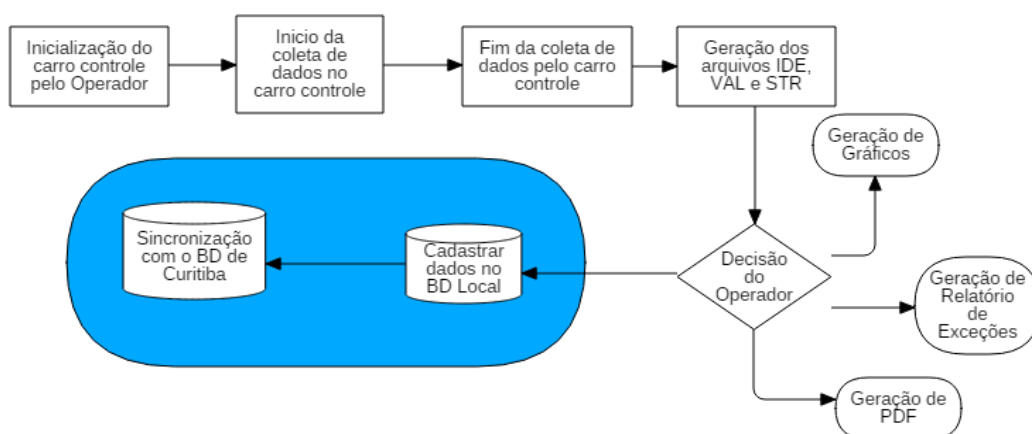 Inicialização do
carro controle
pelo Operador
Inicio da
coleta de
dados no
carro controle
Fim da coleta de
dados pelo carro
controle
Geração dos
arquivos IDE,
VAL e STR
Geração de
Gráficos
Sincronização
com o BD de
Curitiba
Cadastrar
dados no
BD Local
Decisão
do
Operador
Geração de
Relatório
de
Exceções
Geração de
PDF